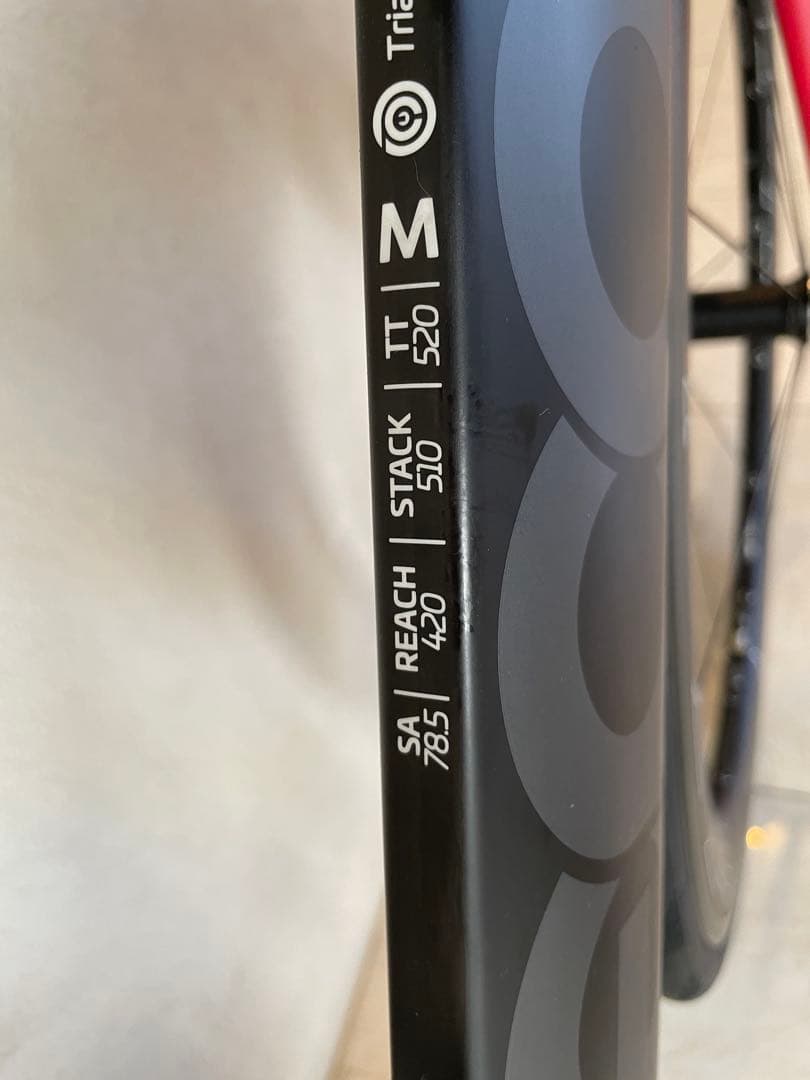 SA | REACH | STACK | TT | M
78.5 | 420 | 510 | 520 |